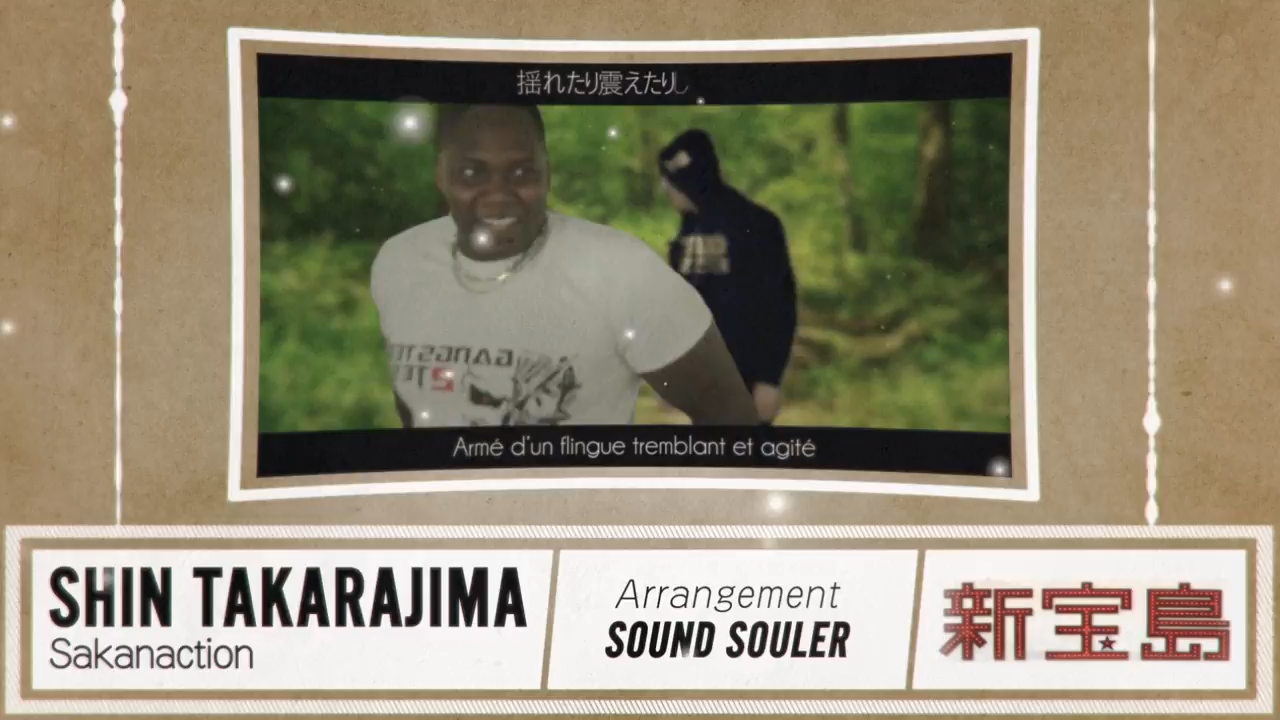 揺れたり震えたりし
Armé d'un flingue tremblant et agité
SHIN TAKARAJIMA
Sakanaction
Arrangement
SOUND SOULER
新宝島